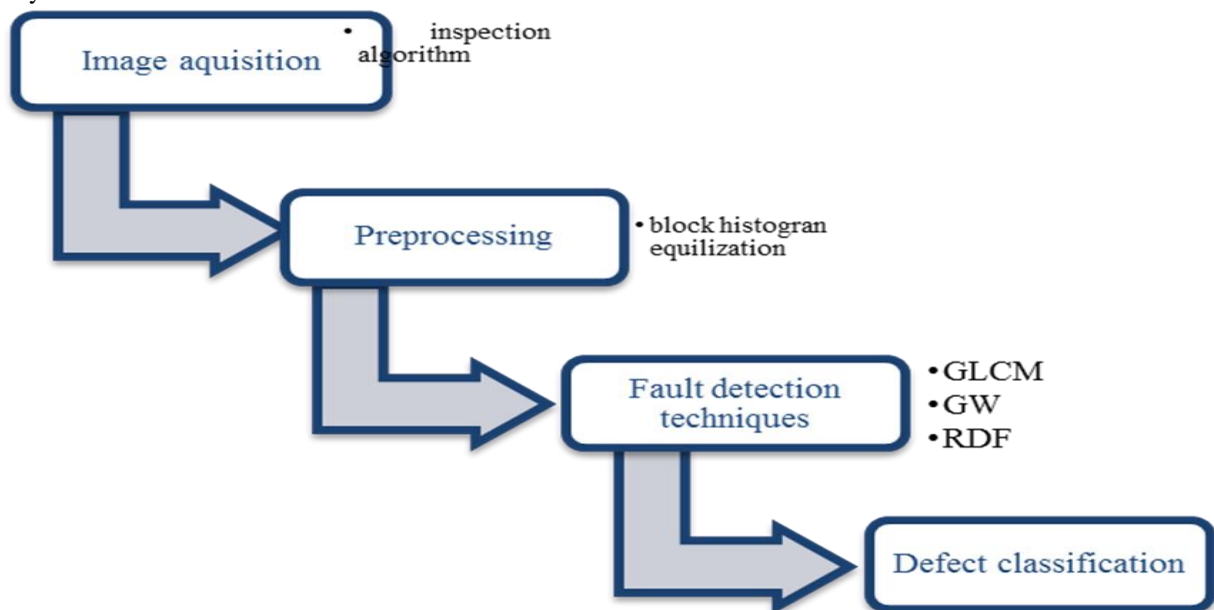 Image aquisition
• inspection
algorithm
Preprocessing
• block histogran
equilization
Fault detection
techniques
• GLCM
• GW
• RDF
Defect classification